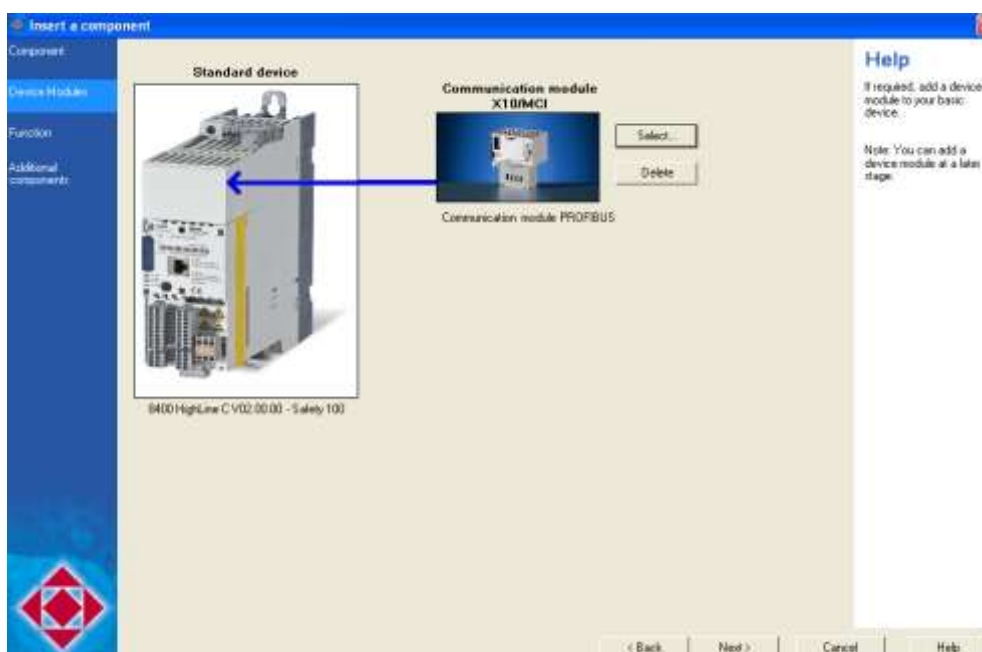 Insert a component
Component
Device Modules
Function
Additional
components
Standard device
8400 HighLine C V02.00.00 - Safety 100
Communication module
X10/MCI
Select...
Delete
Communication module PROFIBUS
Help
If required, add a device
module to your basic
device.
Note: You can add a
device module at a later
stage.
< Back
Next >
Cancel
Help